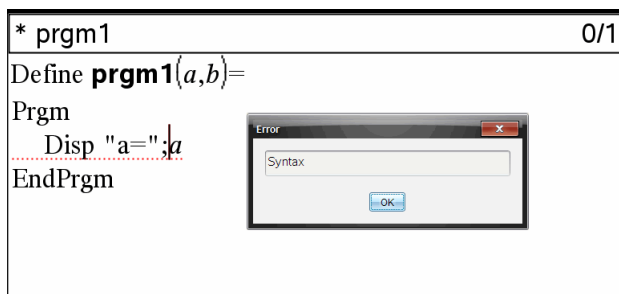 * prgm1 0/1
Define prgm1(a,b)=
Prgm
Disp "a=";a
EndPrgm
Error
Syntax
OK